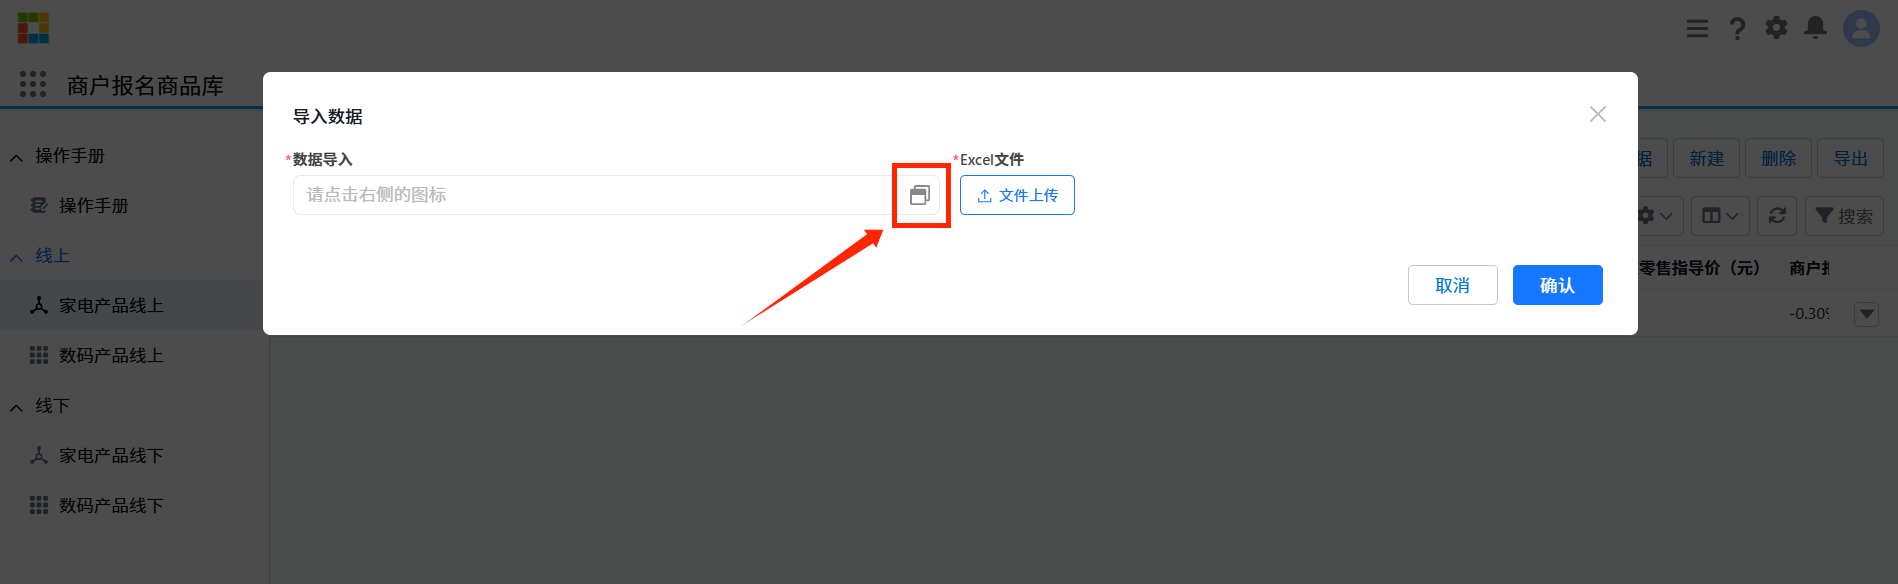 商户报名商品库
操作手册
操作手册
线上
家电产品线上
数码产品线上
线下
家电产品线下
数码产品线下
导入数据
*数据导入
请点击右侧的图标
*Excel文件
文件上传
取消
确认
据
新建
删除
导出
搜索
零售指导价（元）
商户
-0.30